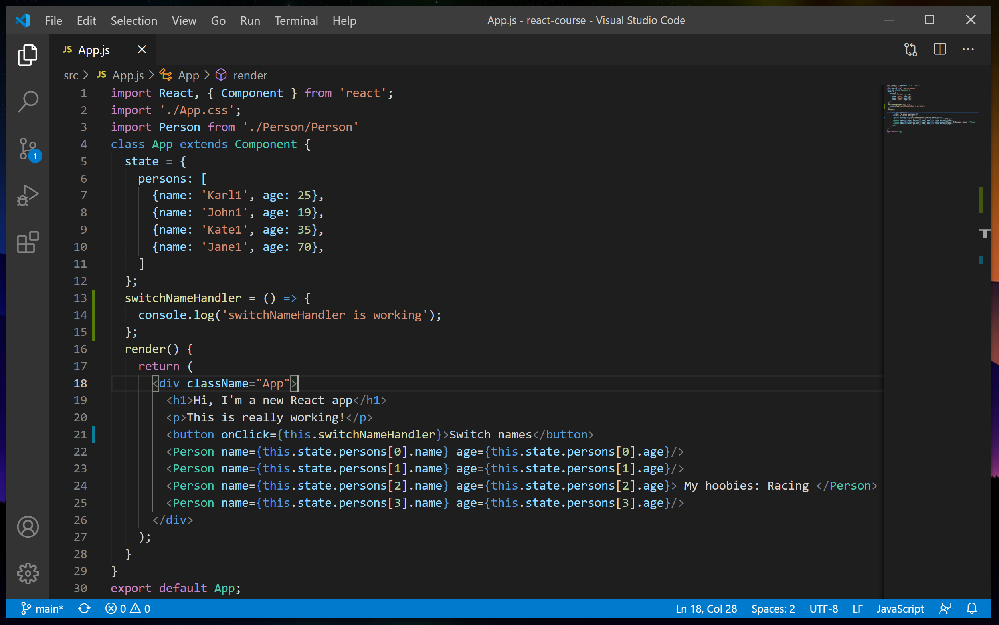 File Edit Selection View Go Run Terminal Help App.js - react-course - Visual Studio Code
JS App.js
src > JS App.js > App > render
1 import React, { Component } from 'react';
2 import './App.css';
3 import Person from './Person/Person'
4 class App extends Component {
5   state = {
6     persons: [
7       {name: 'Karl1', age: 25},
8       {name: 'John1', age: 19},
9       {name: 'Kate1', age: 35},
10       {name: 'Jane1', age: 70},
11     ]
12   };
13   switchNameHandler = () => {
14     console.log('switchNameHandler is working');
15   };
16   render() {
17     return (
18       <div className="App">
19         <h1>Hi, I'm a new React app</h1>
20         <p>This is really working!</p>
21         <button onClick={this.switchNameHandler}>Switch names</button>
22         <Person name={this.state.persons[0].name} age={this.state.persons[0].age}/>
23         <Person name={this.state.persons[1].name} age={this.state.persons[1].age}/>
24         <Person name={this.state.persons[2].name} age={this.state.persons[2].age}> My hoobies: Racing </Person>
25         <Person name={this.state.persons[3].name} age={this.state.persons[3].age}/>
26       </div>
27     );
28   }
29 }
30 export default App;
1
main* 0 0 Ln 18, Col 28 Spaces: 2 UTF-8 LF JavaScript